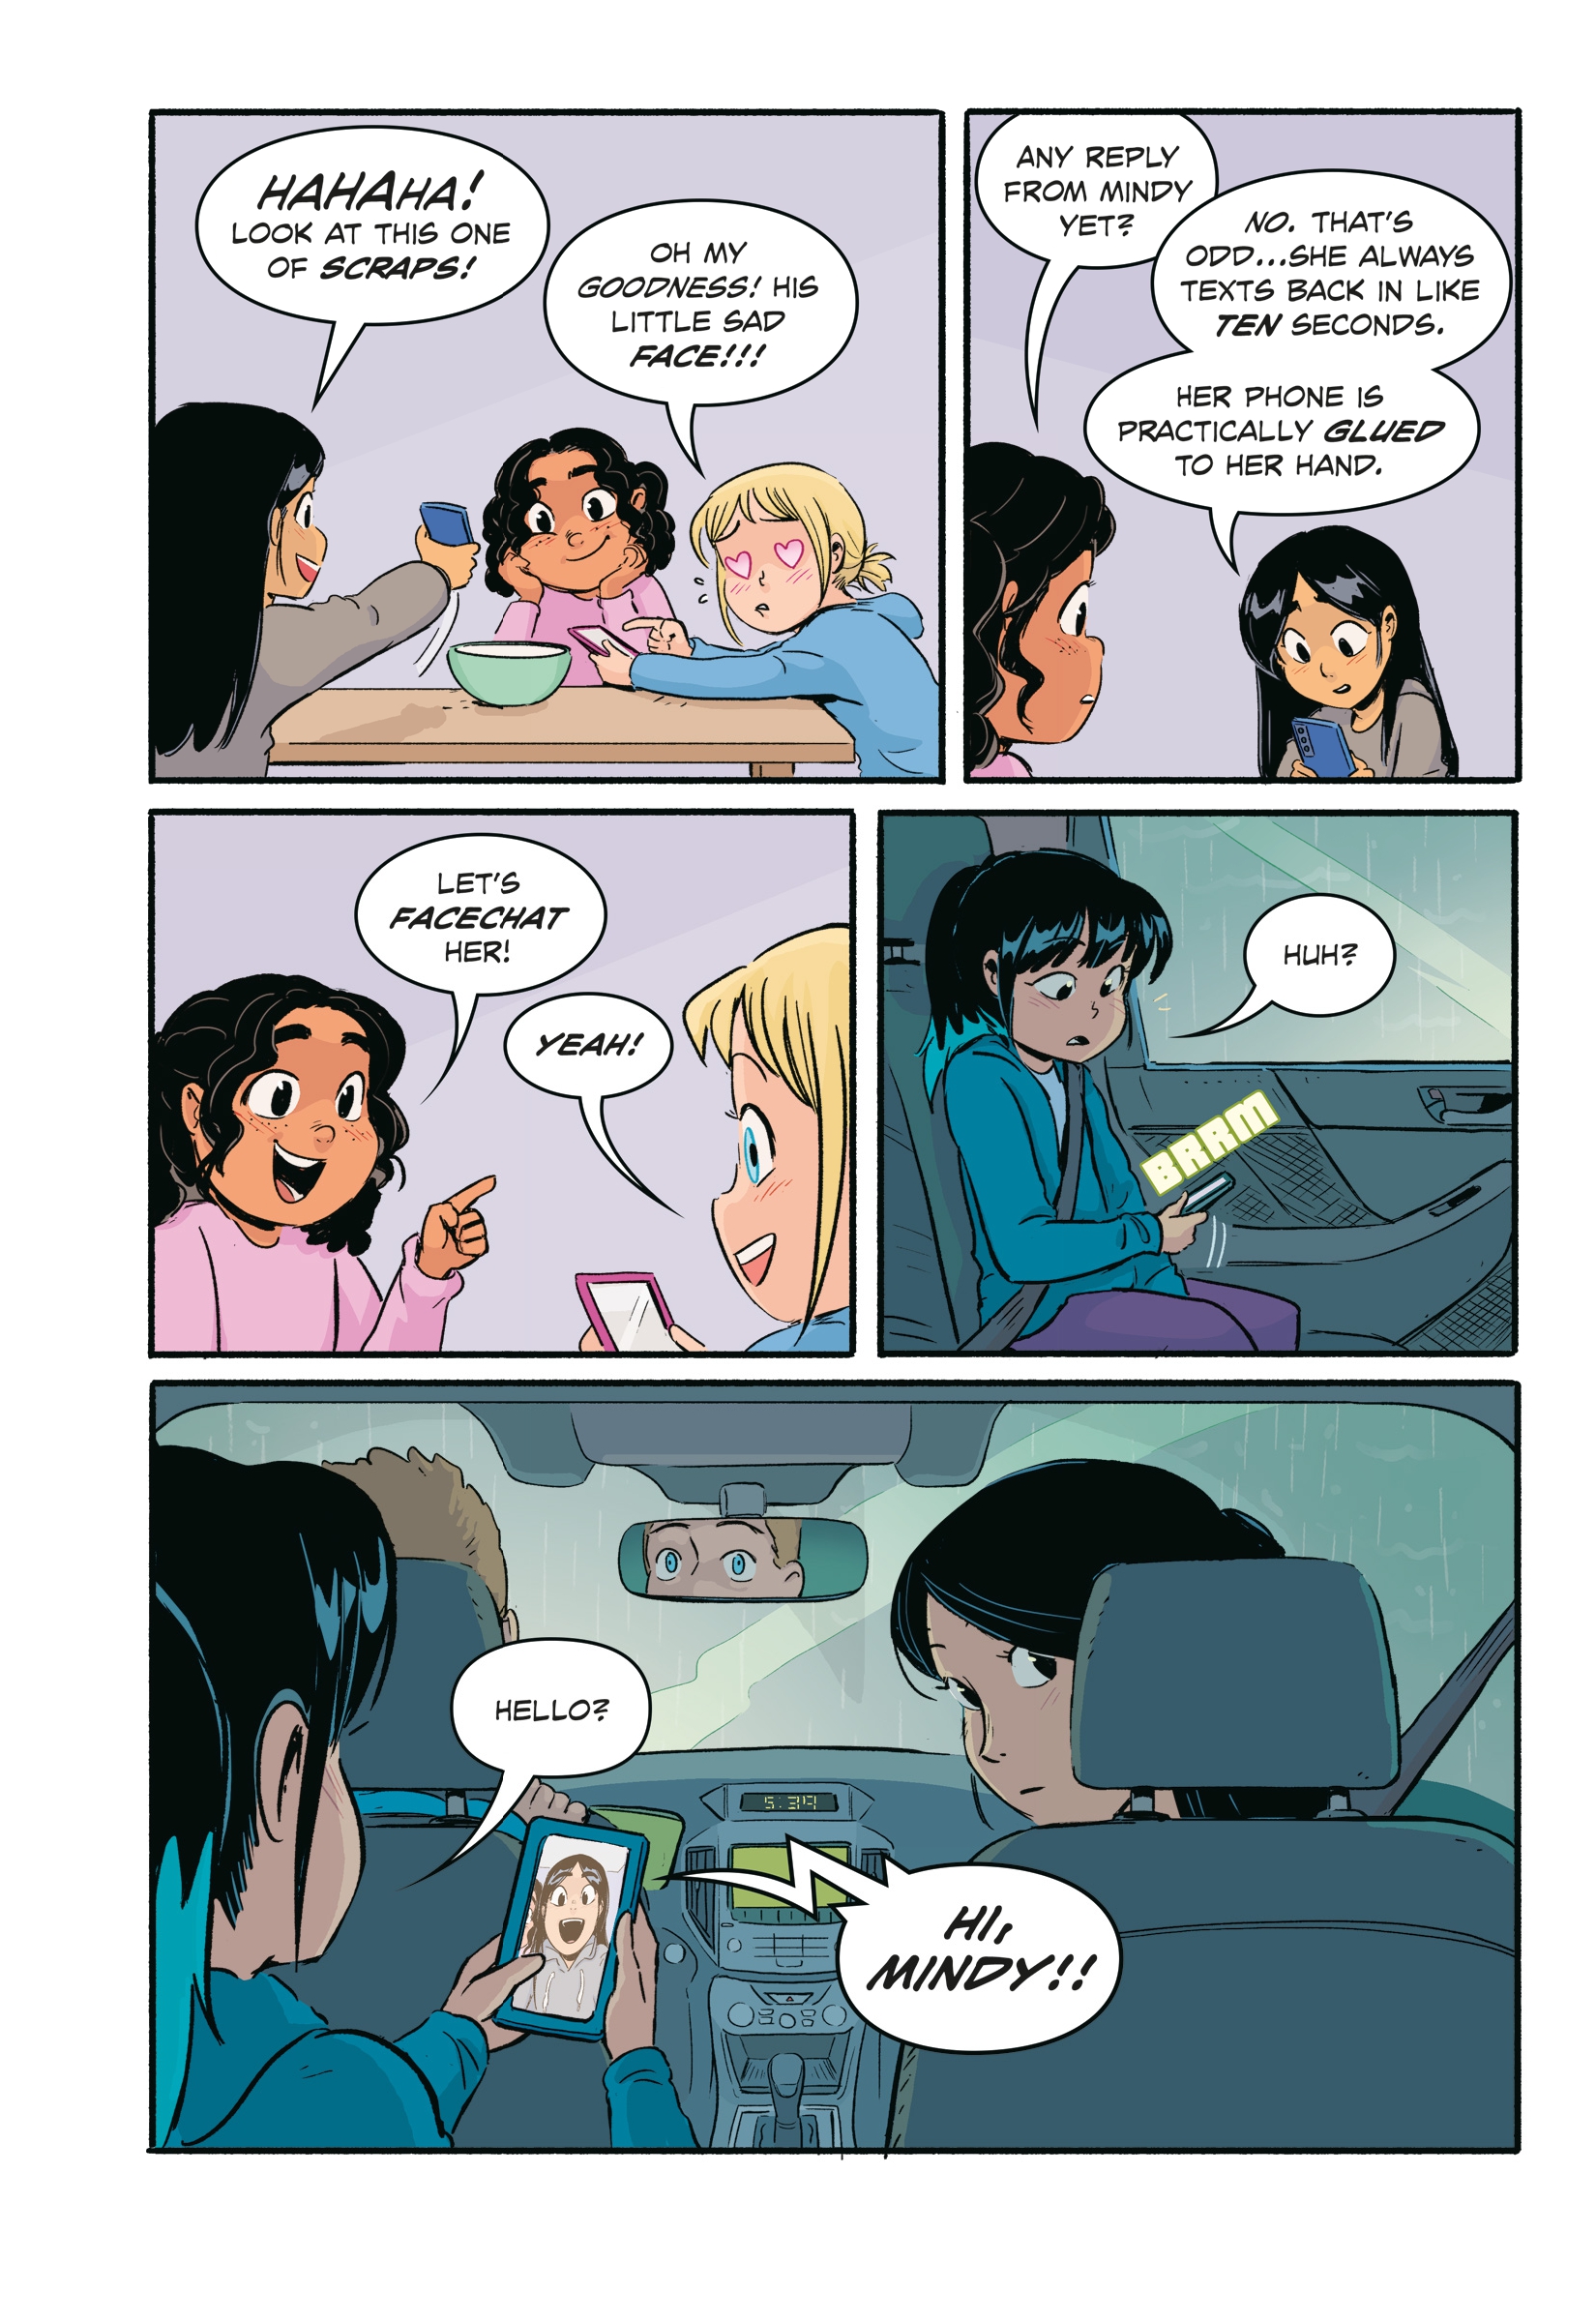 HAHAHA!
LOOK AT THIS ONE
OF SCRAPS!
OH MY
GOODNESS! HIS
LITTLE SAD
FACE!!!
ANY REPLY
FROM MINDY
YET?
NO. THAT'S
ODD...SHE ALWAYS
TEXTS BACK IN LIKE
TEN SECONDS.
HER PHONE IS
PRACTICALLY GLUED
TO HER HAND.
LET'S
FACECHAT
HER!
YEAH!
HUH?
BRRM
HELLO?
5:34
HI,
MINDY!!